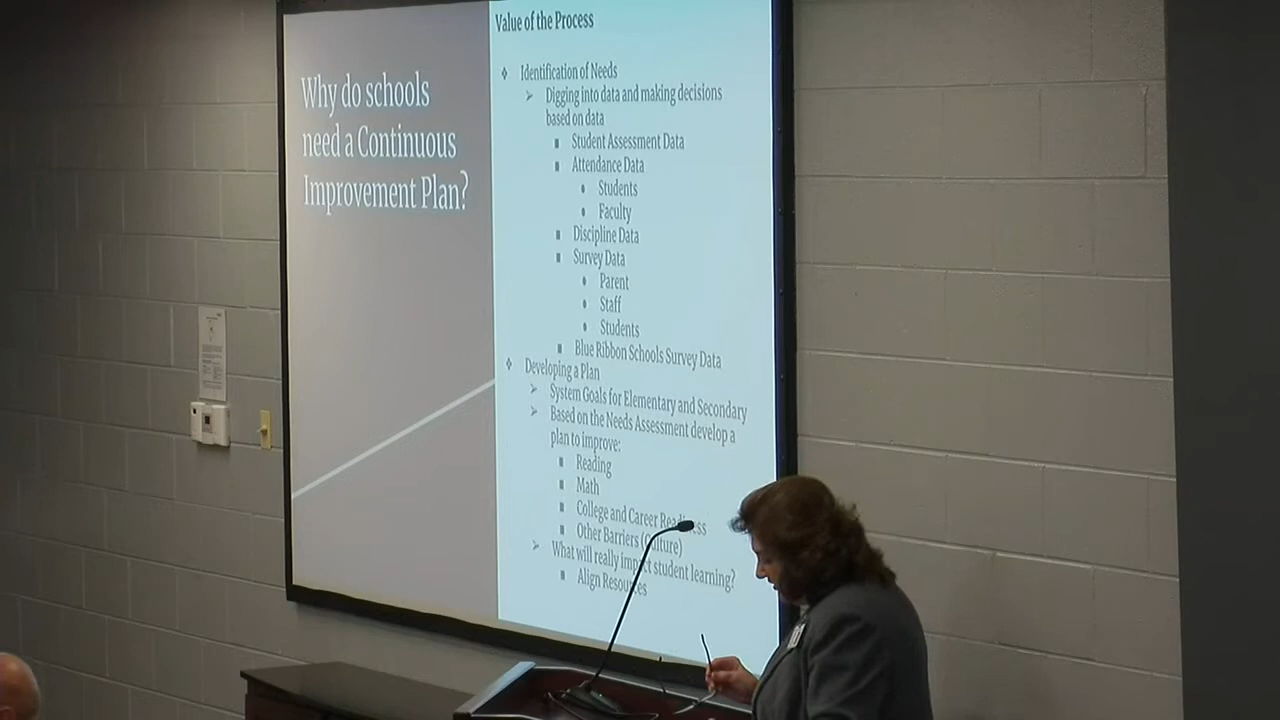 Why do schools
need a Continuous
Improvement Plan?
Value of the Process
Identification of Needs
Digging into data and making decisions
based on data
Student Assessment Data
Attendance Data
Students
Faculty
Discipline Data
Survey Data
Parent
Staff
Students
Blue Ribbon Schools Survey Data
Developing a Plan
System Goals for Elementary and Secondary
Based on the Needs Assessment develop a
plan to improve:
Reading
Math
College and Career Readiness
Other Barriers (Culture)
What will really impact student learning?
Align Resources